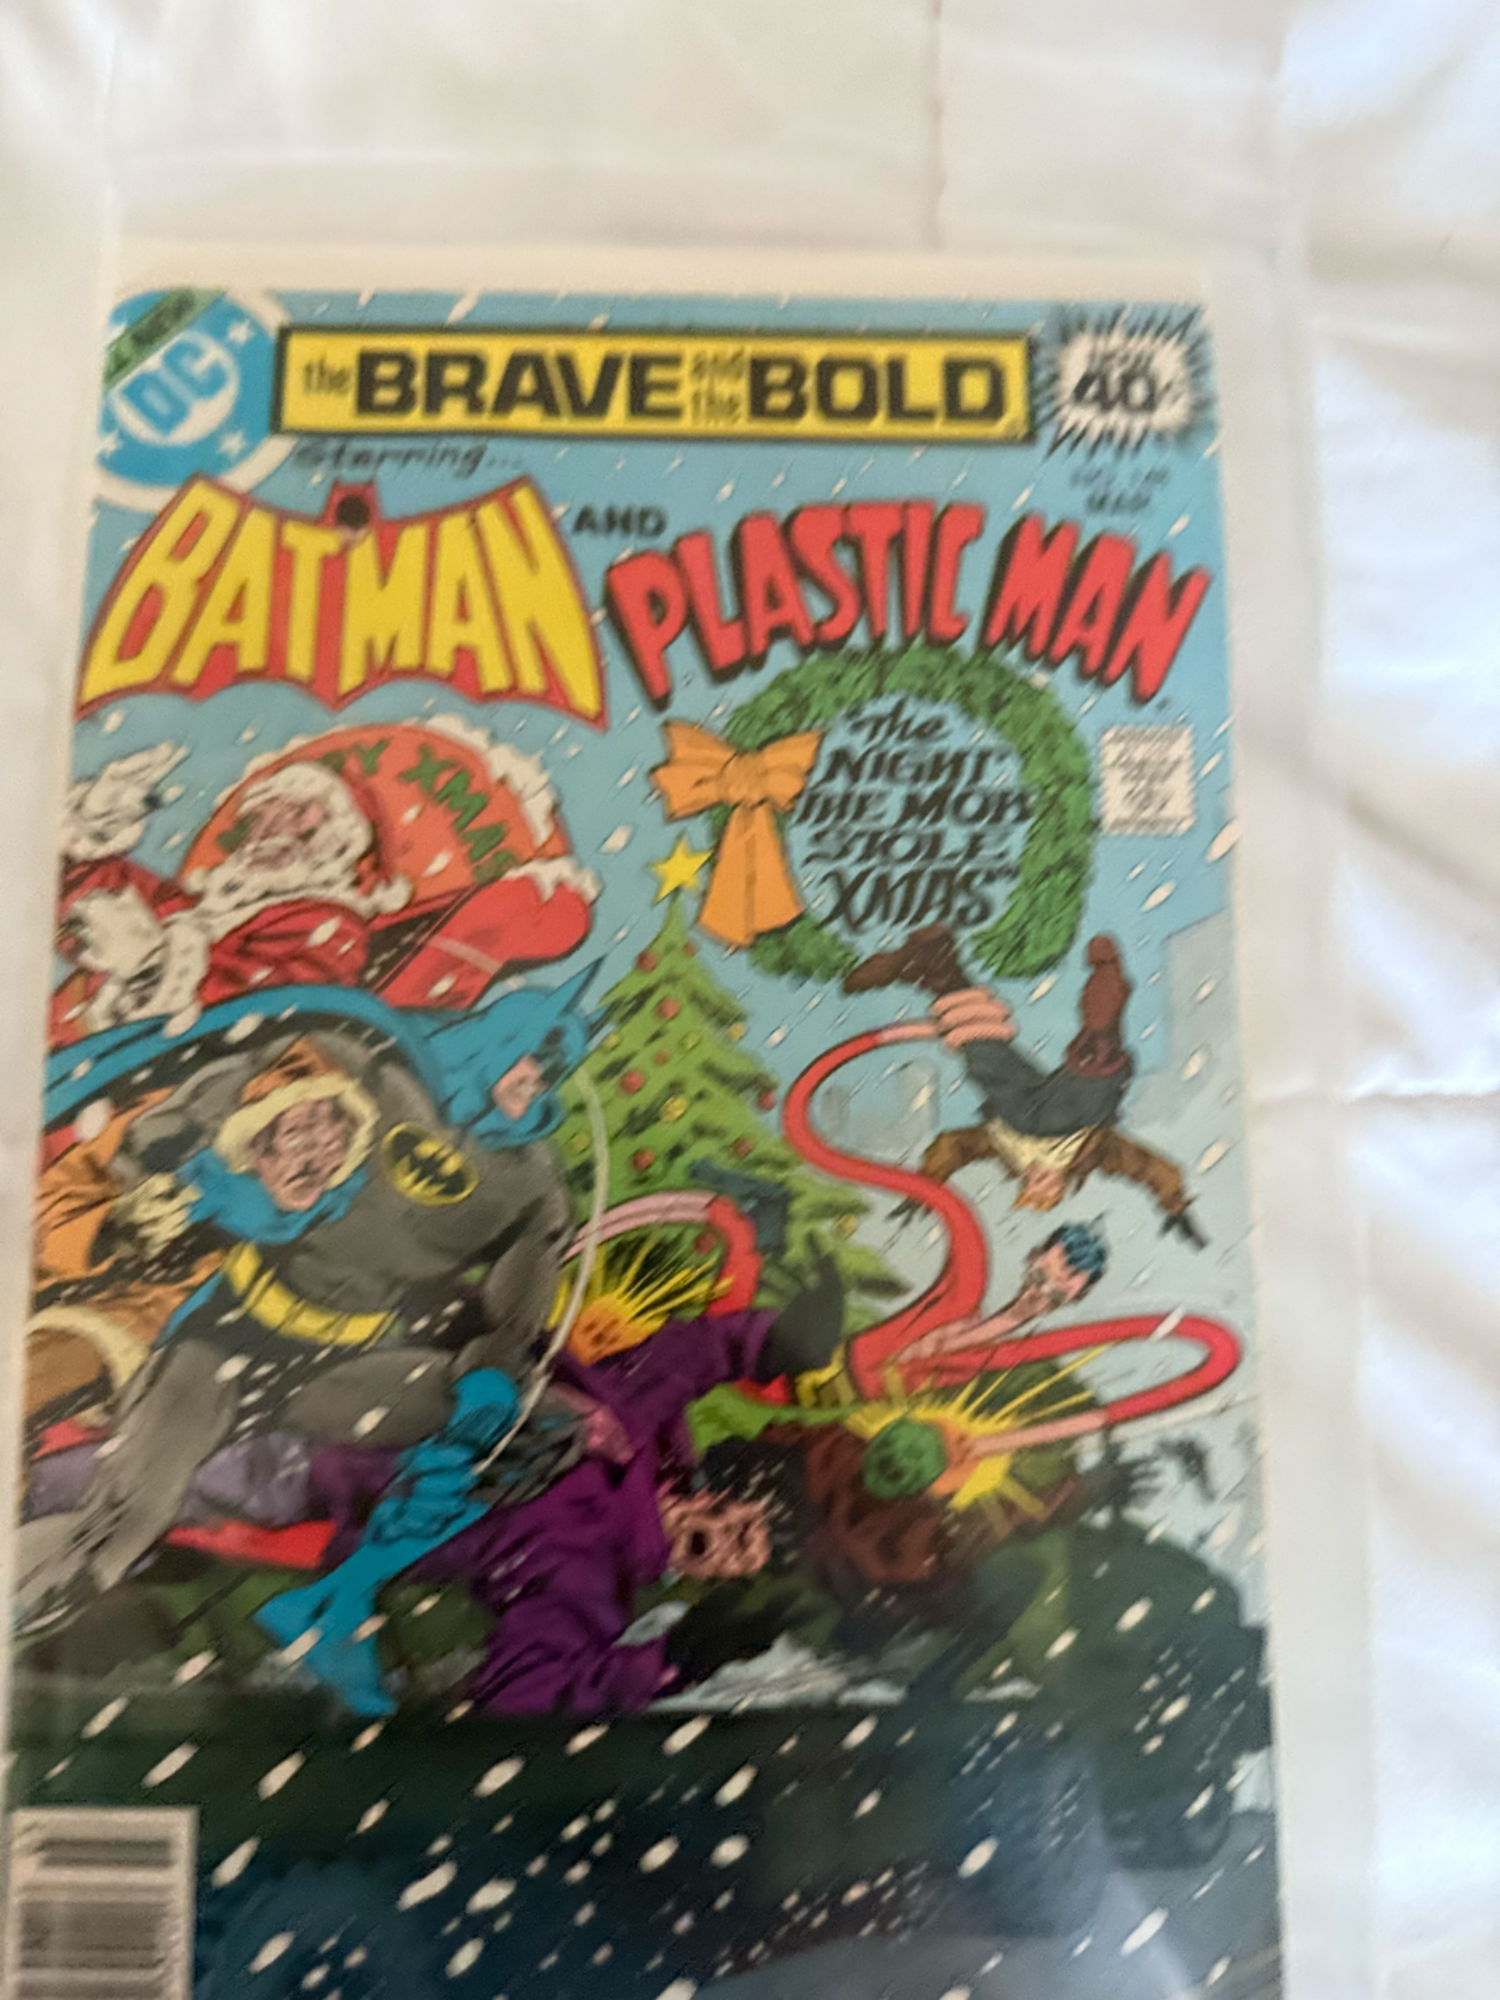 DC
the BRAVE and the BOLD
40¢
Starring...
MAR.
BATMAN AND PLASTIC MAN
Y XMAS
"The
NIGHT
THE MOB
STOLE
XMAS"